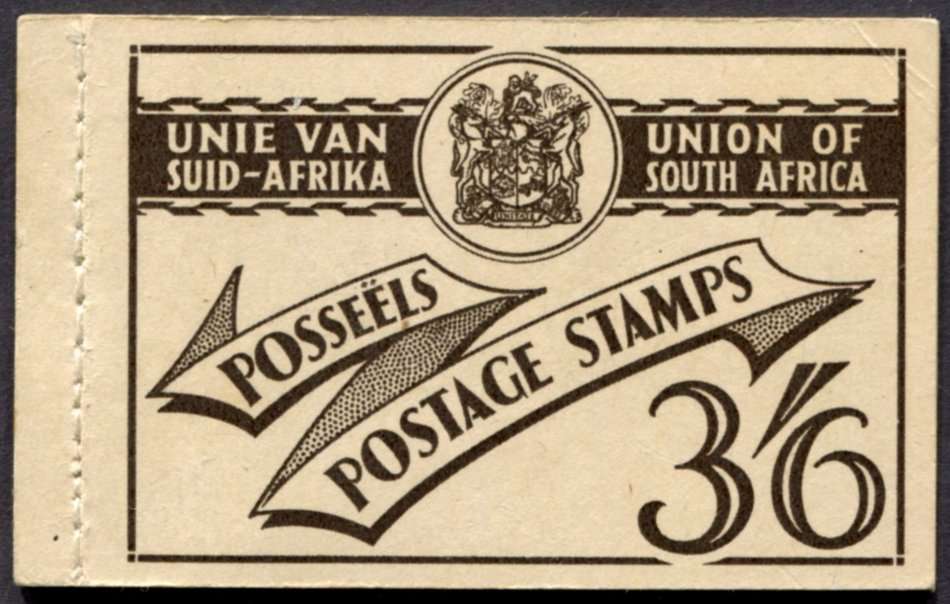 UNIE VAN
SUID-AFRIKA
UNION OF
SOUTH AFRICA
POSSEËLS
POSTAGE STAMPS
3'6